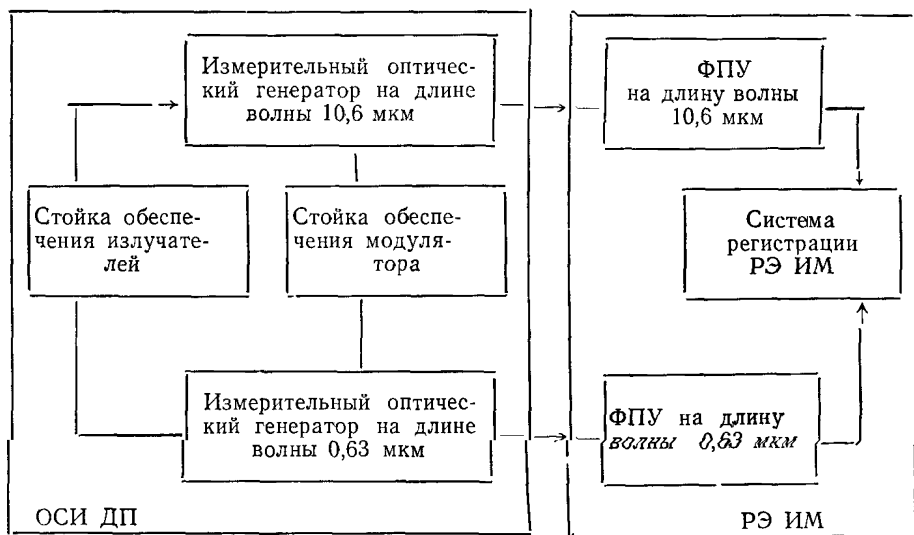 Измерительный оптичес-
кий генератор на длине
волны 10,6 мкм
ФПУ
на длину волны
10,6 мкм
Стойка обеспе-
чения излучате-
лей
Стойка обеспе-
чения модуля-
тора
Система
регистрации
РЭ ИМ
Измерительный оптичес-
кий генератор на длине
волны 0,63 мкм
ФПУ на длину
волны 0,63 мкм
ОСИ ДП
РЭ ИМ